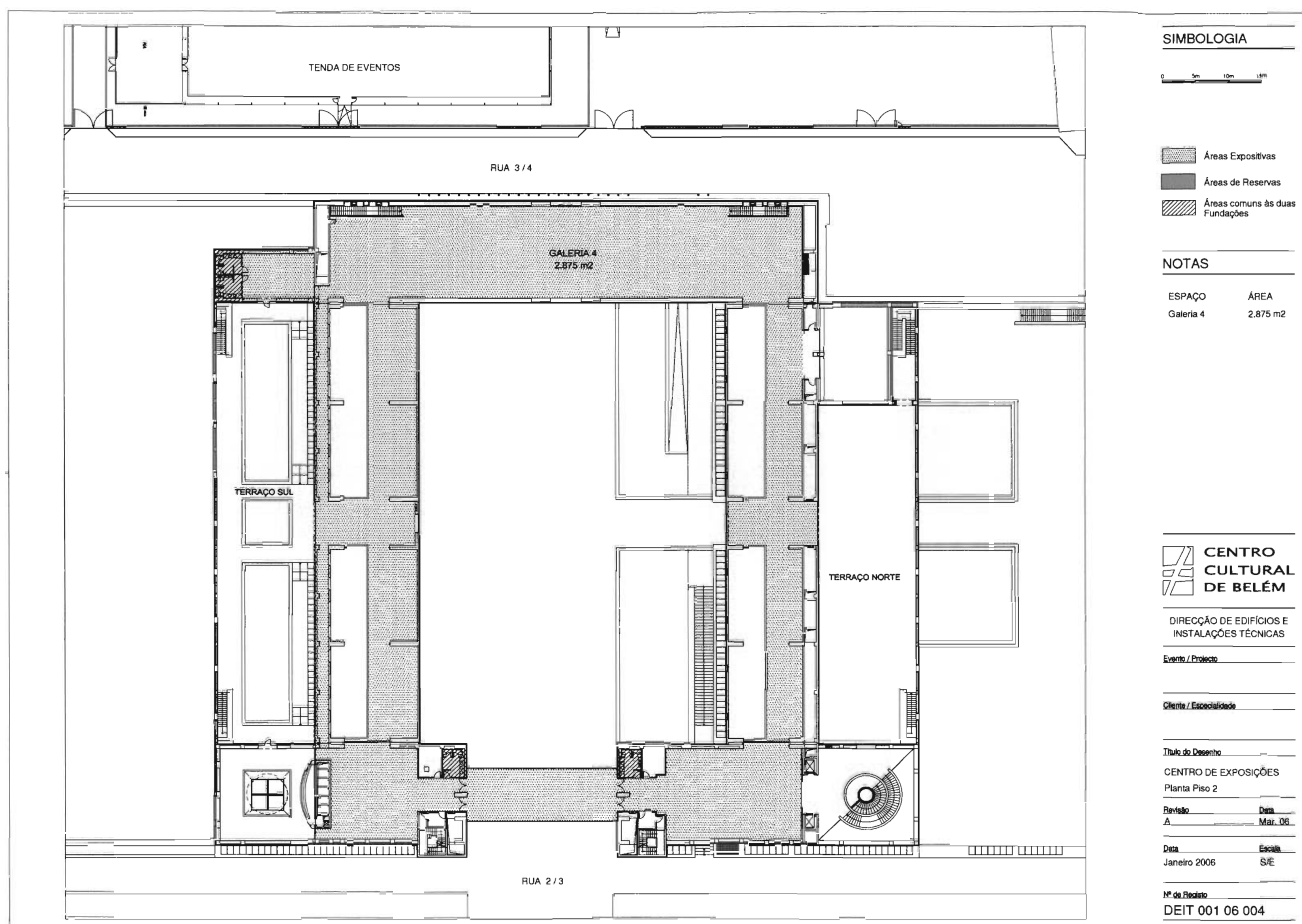 TENDA DE EVENTOS
RUA 3 / 4
GALERIA 4
2.875 m2
TERRAÇO SUL
TERRAÇO NORTE
RUA 2 / 3
SIMBOLOGIA
0 5m 10m 15m
Áreas Expositivas
Áreas de Reservas
Áreas comuns às duas
Fundações
NOTAS
ESPAÇO ÁREA
Galeria 4 2.875 m2
CENTRO
CULTURAL
DE BELÉM
DIRECÇÃO DE EDIFÍCIOS E
INSTALAÇÕES TÉCNICAS
Evento / Projecto
Cliente / Especialidade
Título do Desenho
CENTRO DE EXPOSIÇÕES
Planta Piso 2
Revisão Data
A Mar. 06
Data Escala
Janeiro 2006 S/E
Nº de Registo
DEIT 001 06 004